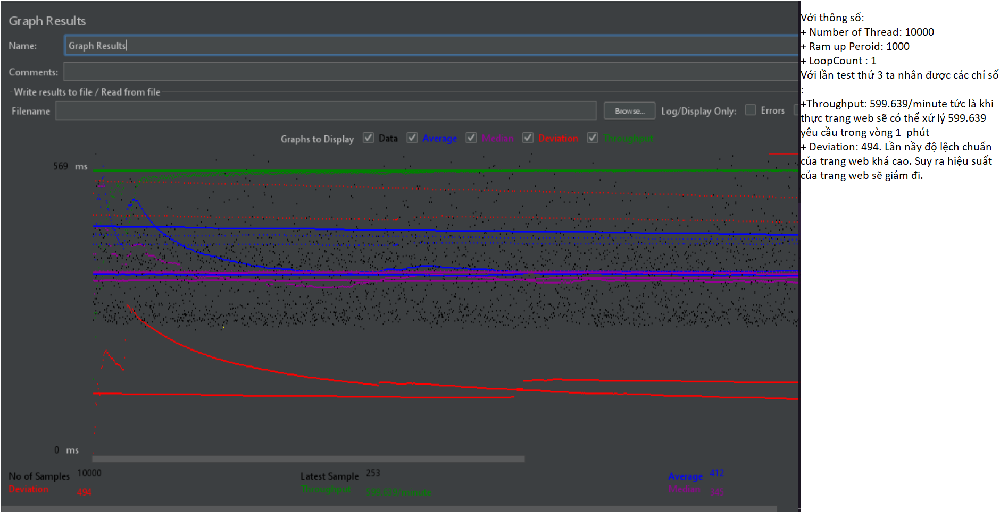 Graph Results
Name: Graph Results
Comments:
Write results to file / Read from file
Filename Browse... Log/Display Only: Errors
Graphs to Display Data Average Median Deviation Throughput
569 ms
0 ms
No of Samples 10000 Latest Sample 253 Average 412
Deviation 494 Throughput 599.639/minute Median
Với thông số:
+ Number of Thread: 10000
+ Ram up Peroid: 1000
+ LoopCount : 1
Với lần test thứ 3 ta nhân được các chỉ số
:
+Throughput: 599.639/minute tức là khi
thực trang web sẽ có thể xử lý 599.639
yêu cầu trong vòng 1 phút
+ Deviation: 494. Lần nầy độ lệch chuẩn
của trang web khá cao. Suy ra hiệu suất
của trang web sẽ giảm đi.